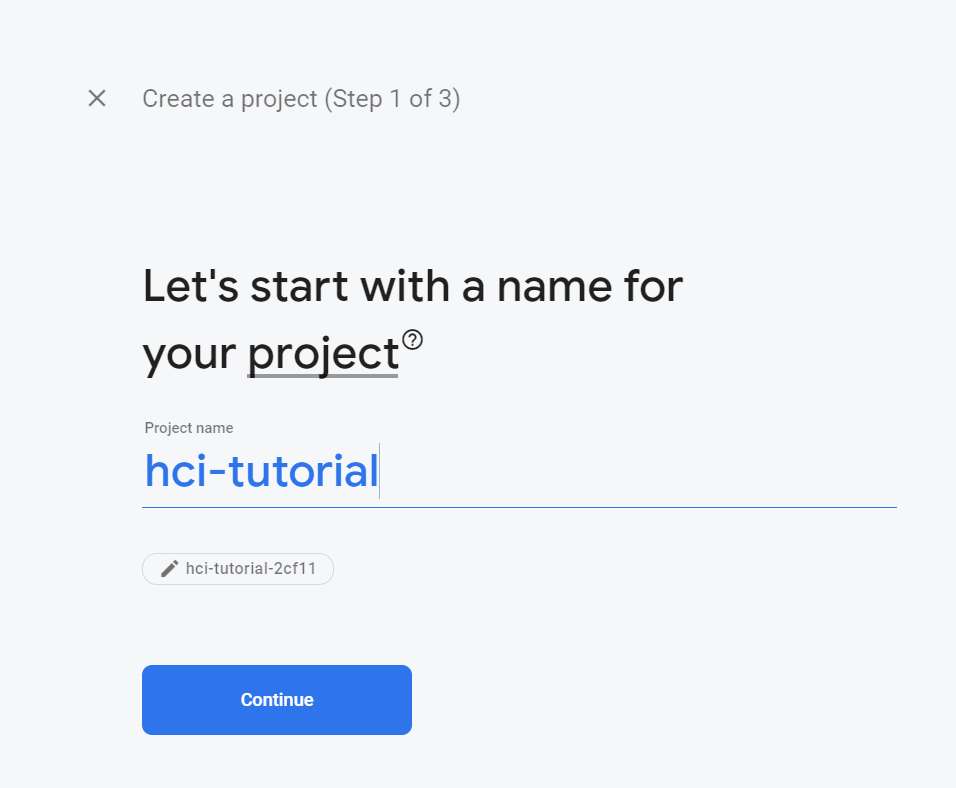 Create a project (Step 1 of 3)
Let's start with a name for
your project
Project name
hci-tutorial
hci-tutorial-2cf11
Continue